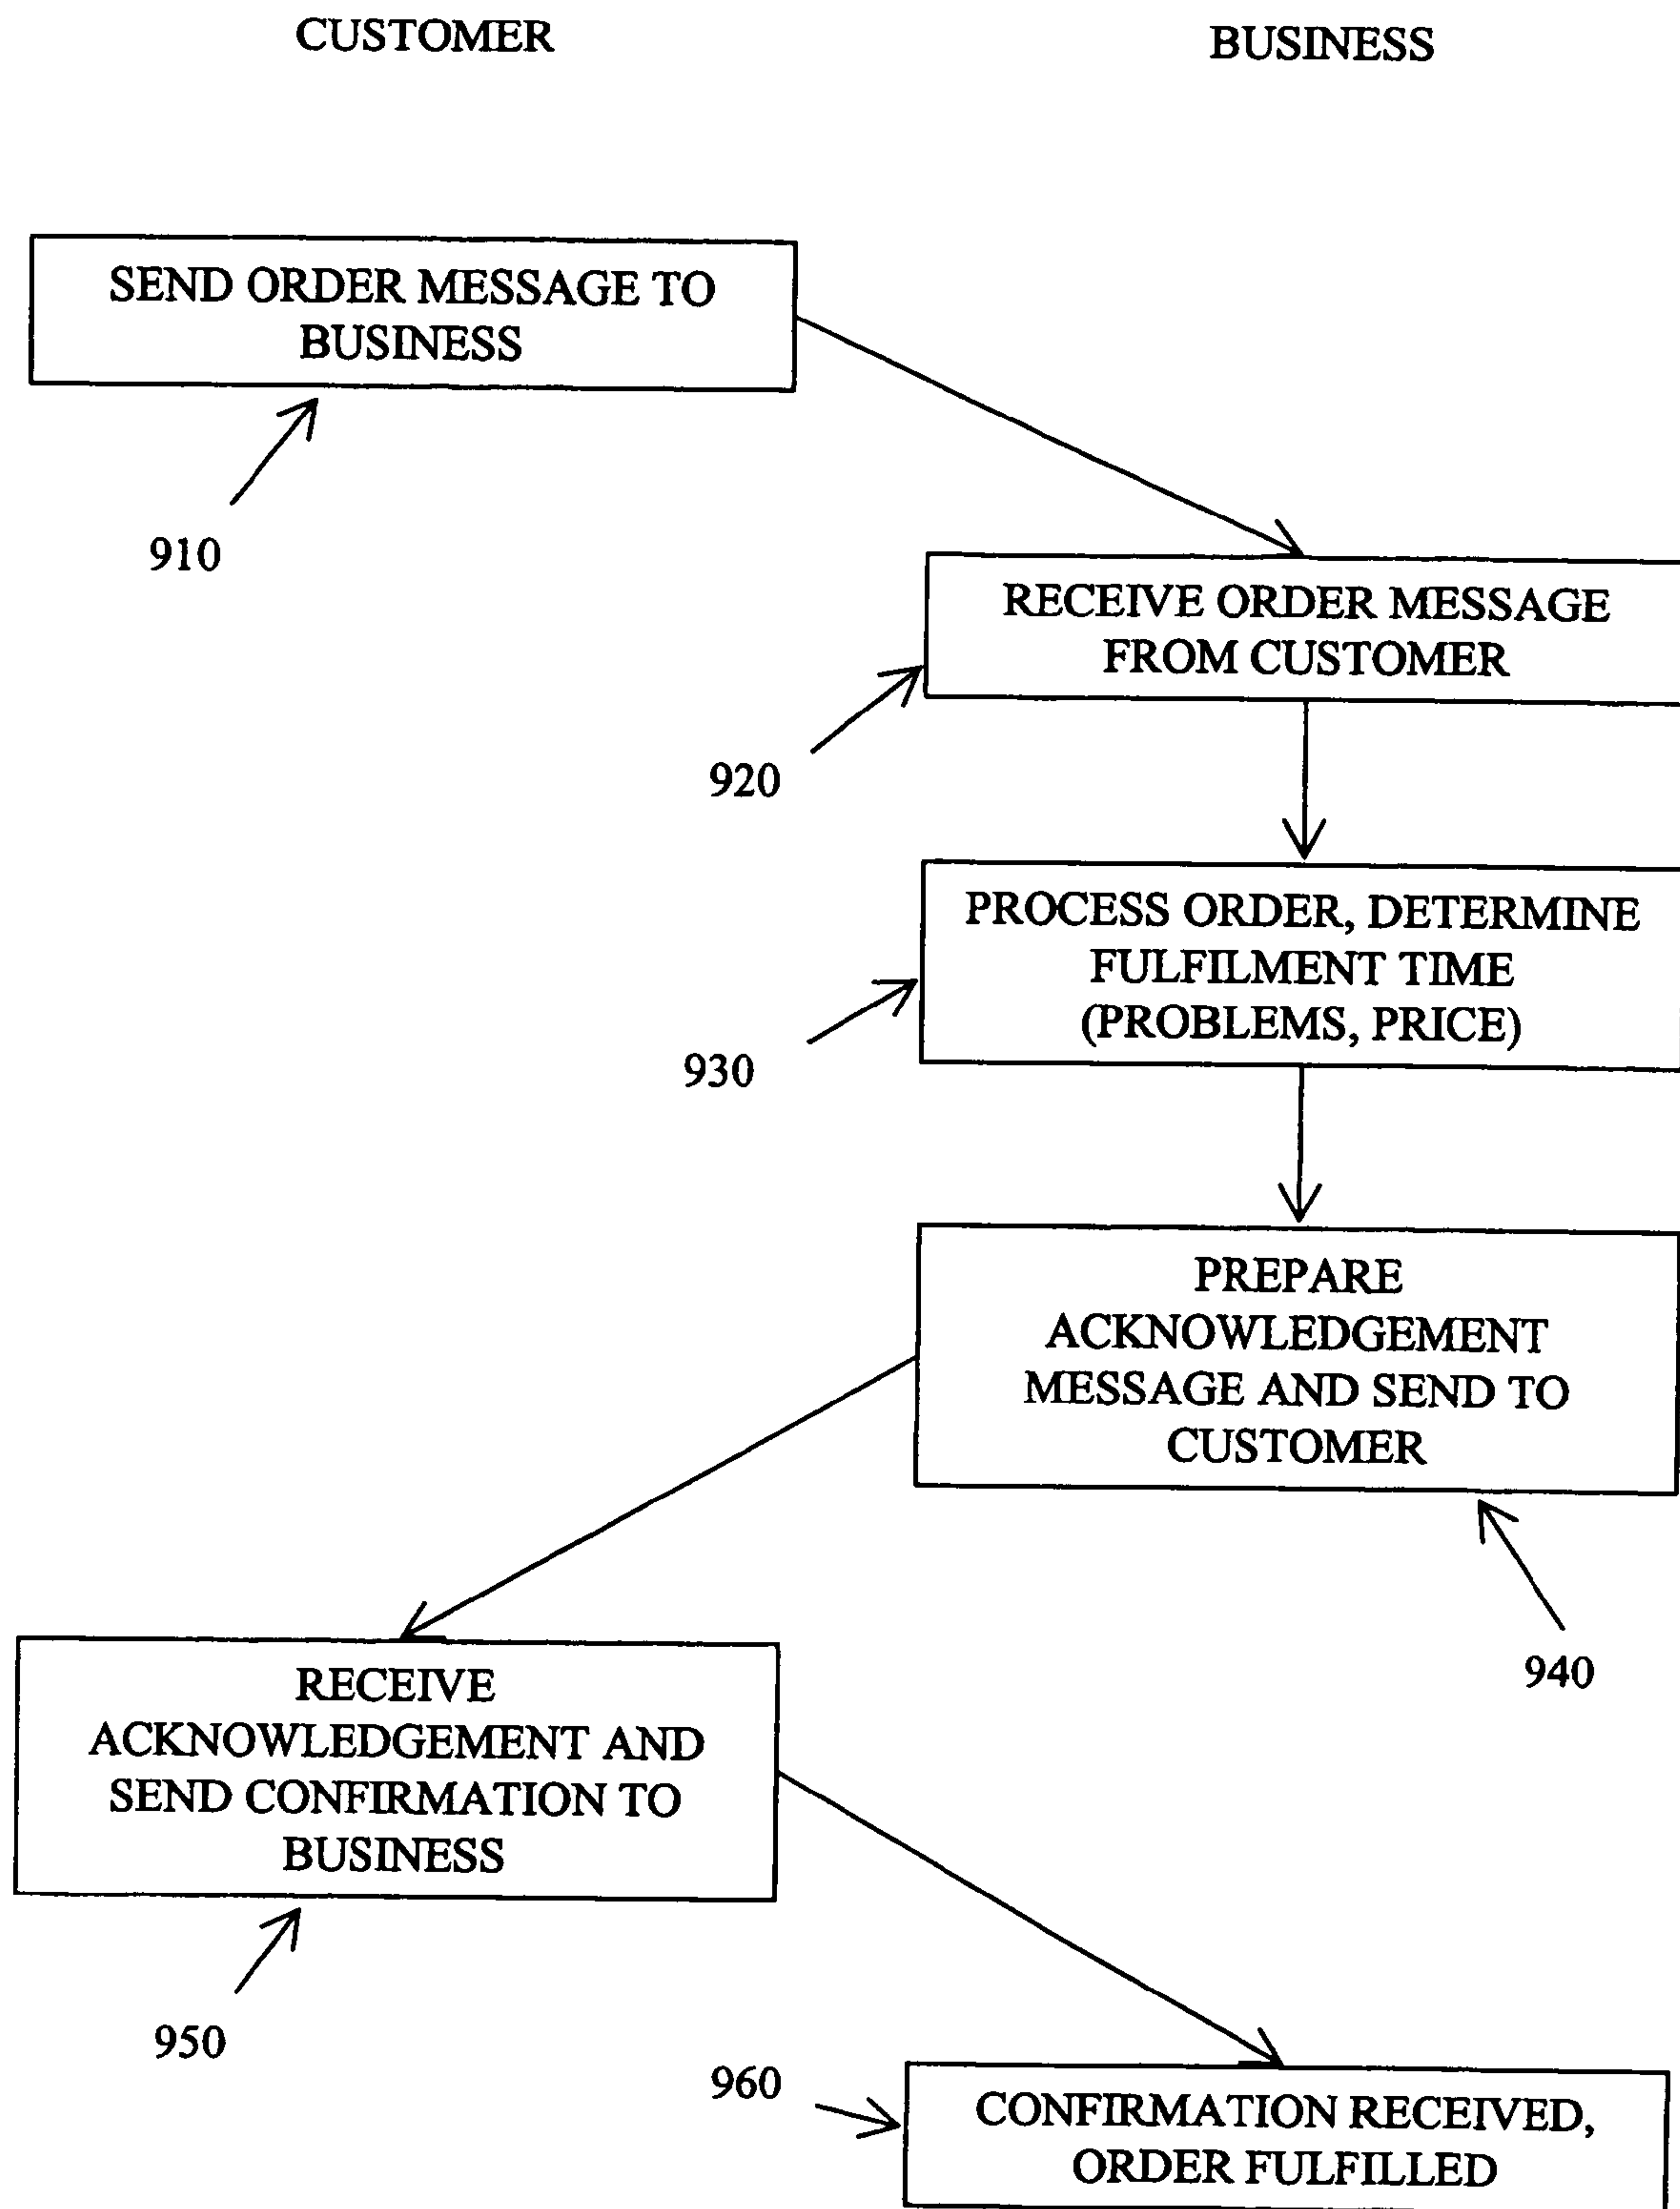 CUSTOMER
BUSINESS
SEND ORDER MESSAGE TO
BUSINESS
910
RECEIVE ORDER MESSAGE
FROM CUSTOMER
920
PROCESS ORDER, DETERMINE
FULFILMENT TIME
(PROBLEMS, PRICE)
930
PREPARE
ACKNOWLEDGEMENT
MESSAGE AND SEND TO
CUSTOMER
940
RECEIVE
ACKNOWLEDGEMENT AND
SEND CONFIRMATION TO
BUSINESS
950
960
CONFIRMATION RECEIVED,
ORDER FULFILLED